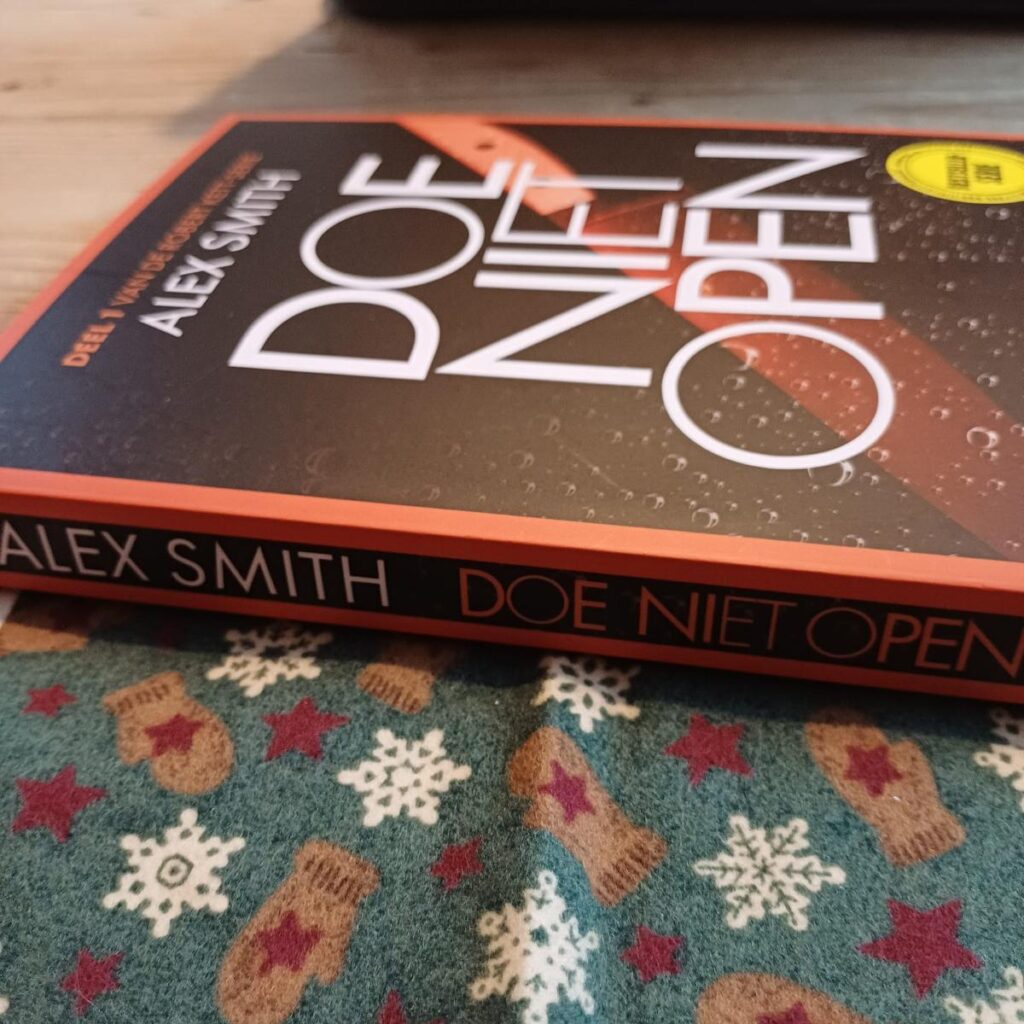 DEEL 1 VAN DE ROBERT KETT-SERIE
ALEX SMITH
DOE
NIET
OPEN
ALEX SMITH DOE NIET OPEN